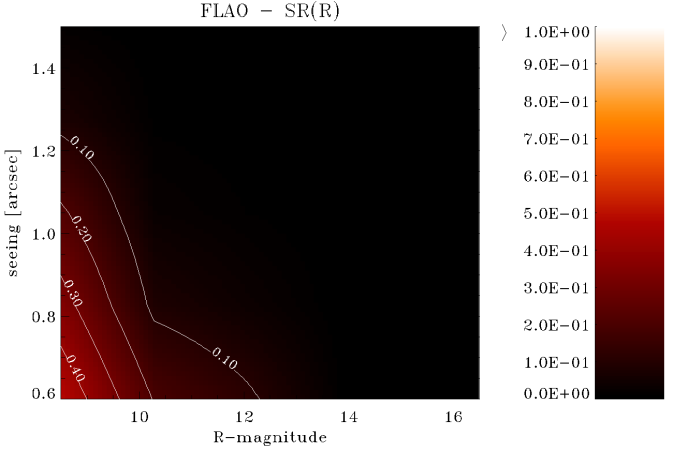 FLAO − SR(R)
seeing [arcsec]
1.4
1.2
1.0
0.8
0.6
0.10
0.20
0.30
0.40
0.10
10 12 14 16
R−magnitude
> 1.0E+00
9.0E−01
8.0E−01
7.0E−01
6.0E−01
5.0E−01
4.0E−01
3.0E−01
2.0E−01
1.0E−01
0.0E+00